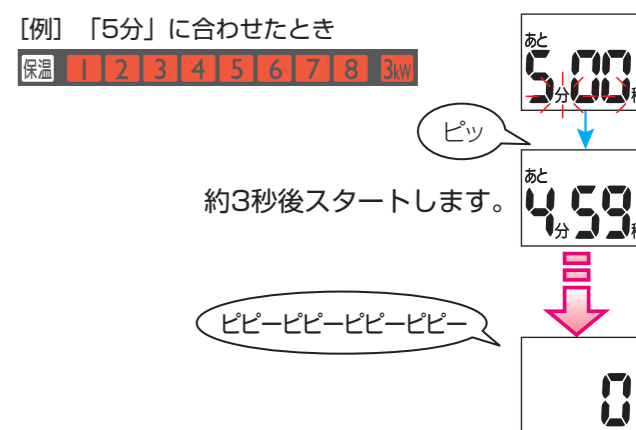 ［例］「5分」に合わせたとき
保温 1 2 3 4 5 6 7 8 3kW
あと
5分00秒
ピッ
あと
約3秒後スタートします。
4分59秒
ピピーピピーピピーピピー
0